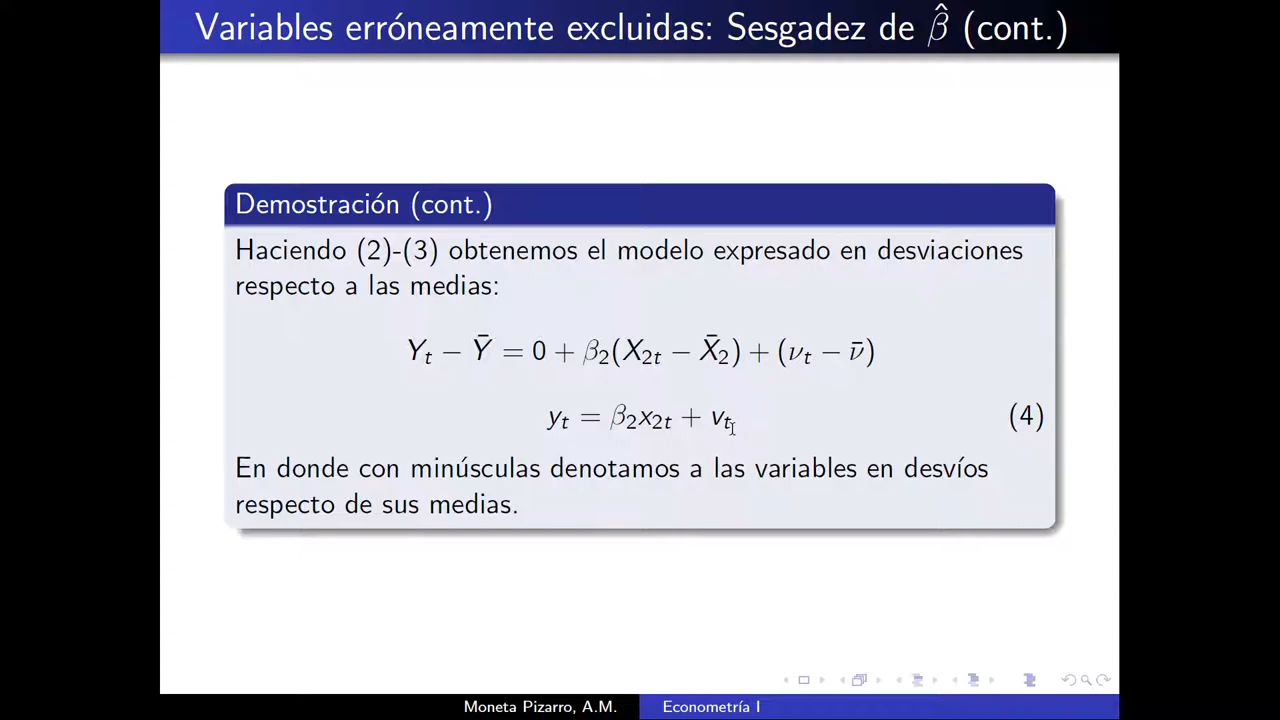 Variables erróneamente excluidas: Sesgadez de β̂ (cont.)
Demostración (cont.)
Haciendo (2)-(3) obtenemos el modelo expresado en desviaciones
respecto a las medias:
Yₜ − Ȳ = 0 + β₂(X₂ₜ − X̄₂) + (νₜ − ν̄)
yₜ = β₂x₂ₜ + vₜ (4)
En donde con minúsculas denotamos a las variables en desvíos
respecto de sus medias.
Moneta Pizarro, A.M. Econometría I